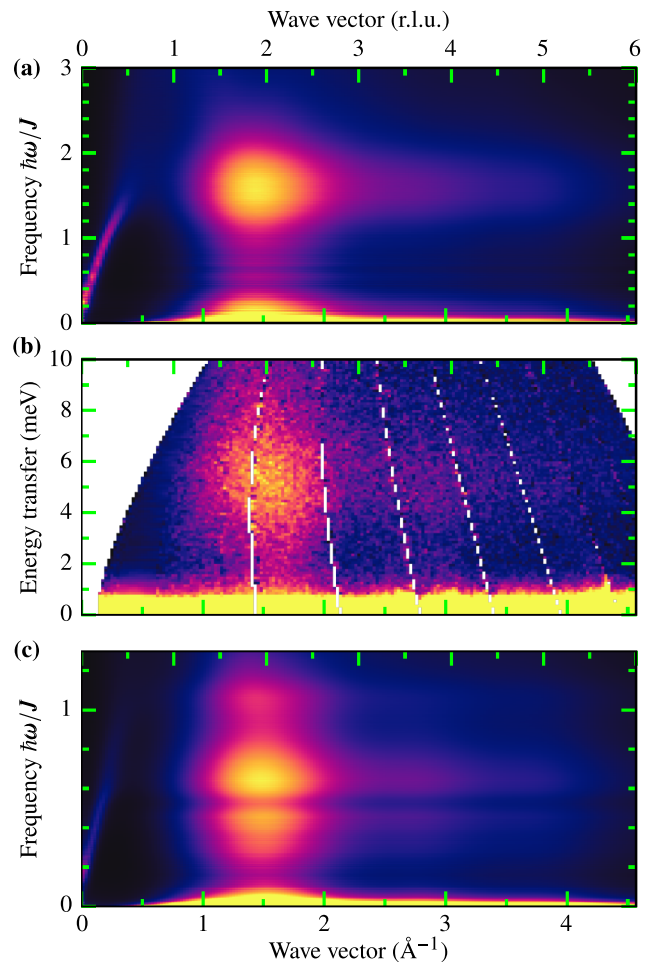 Wave vector (r.l.u.)
0 1 2 3 4 5 6
(a)
3
2
1
0
Frequency ħω/J
(b)
10
8
6
4
2
0
Energy transfer (meV)
(c)
1
0
Frequency ħω/J
0 1 2 3 4
Wave vector (Å⁻¹)